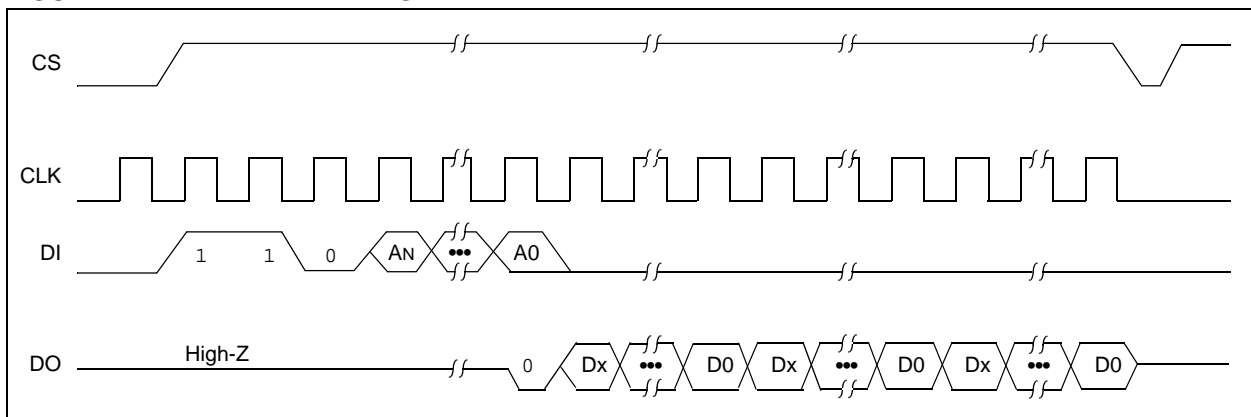 CS
CLK
DI 1 1 0 AN ••• A0
DO High-Z 0 Dx ••• D0 Dx ••• D0 Dx ••• D0